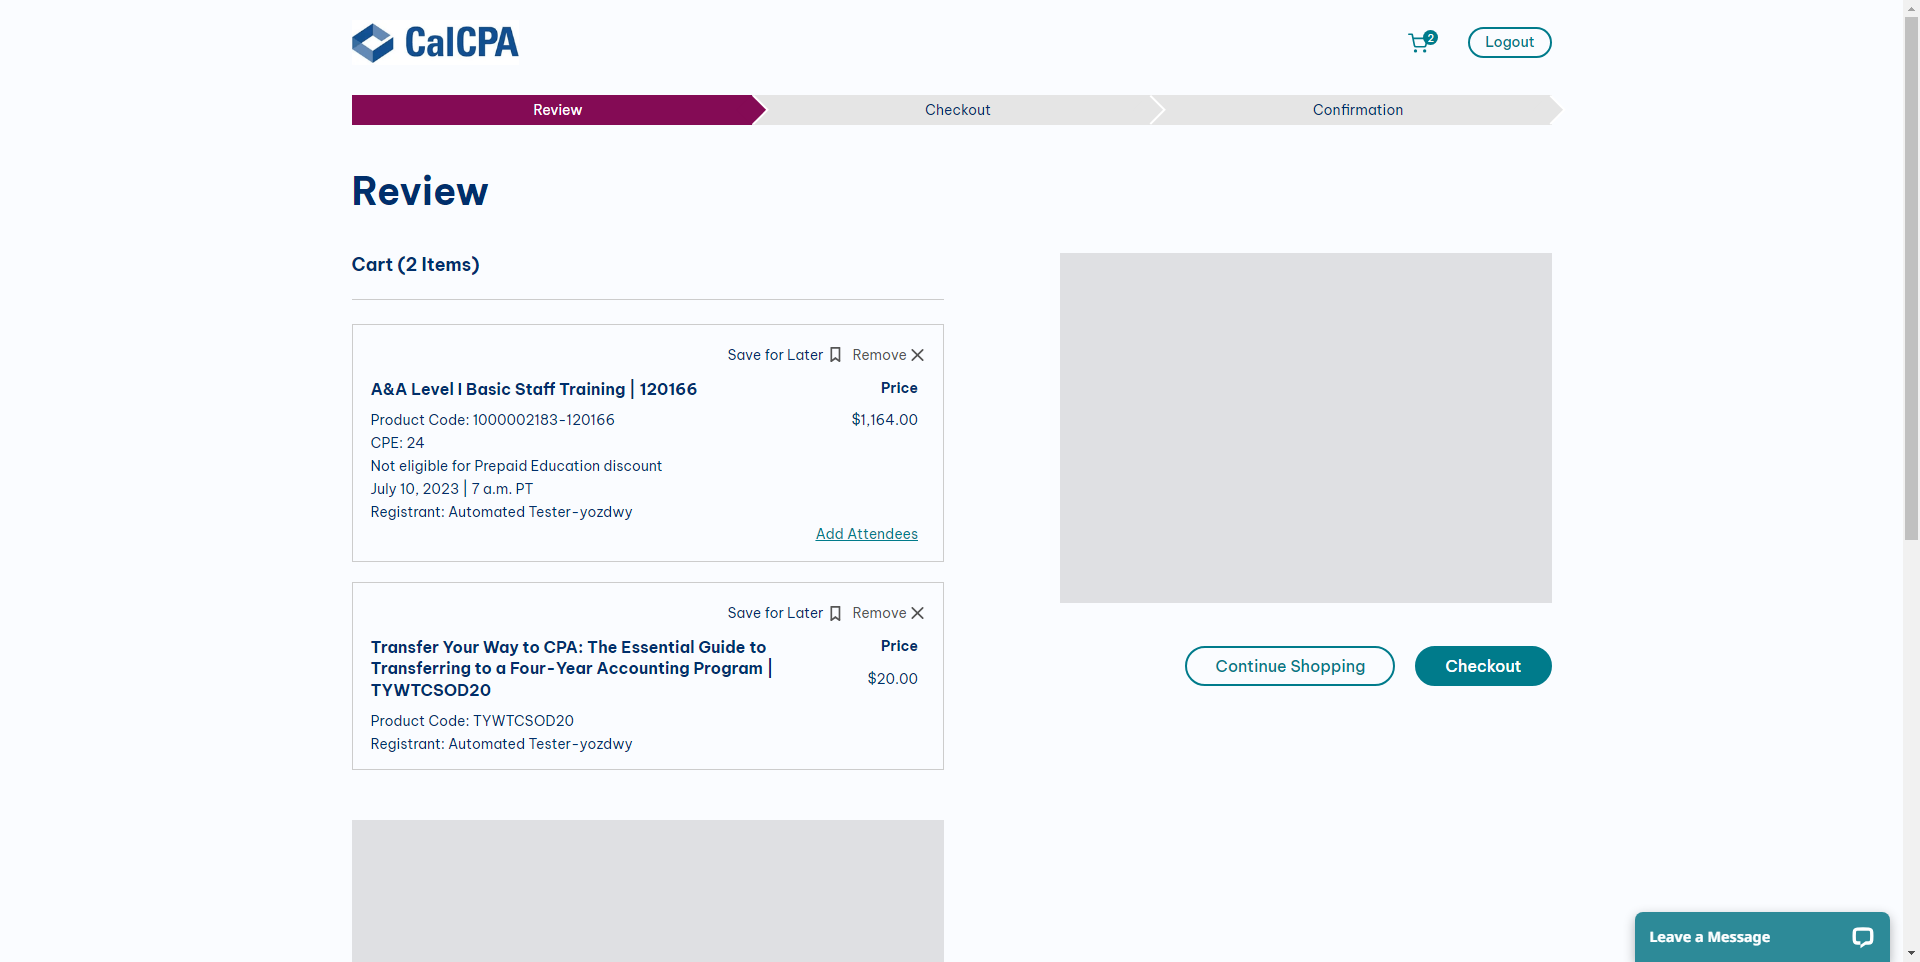 CalCPA
2
Logout
Review
Checkout
Confirmation
Review
Cart (2 Items)
Save for Later
Remove
A&A Level I Basic Staff Training | 120166
Price
Product Code: 1000002183-120166
$1,164.00
CPE: 24
Not eligible for Prepaid Education discount
July 10, 2023 | 7 a.m. PT
Registrant: Automated Tester-yozdwy
Add Attendees
Save for Later
Remove
Transfer Your Way to CPA: The Essential Guide to
Transferring to a Four-Year Accounting Program |
TYWTCSOD20
Price
$20.00
Product Code: TYWTCSOD20
Registrant: Automated Tester-yozdwy
Continue Shopping
Checkout
Leave a Message